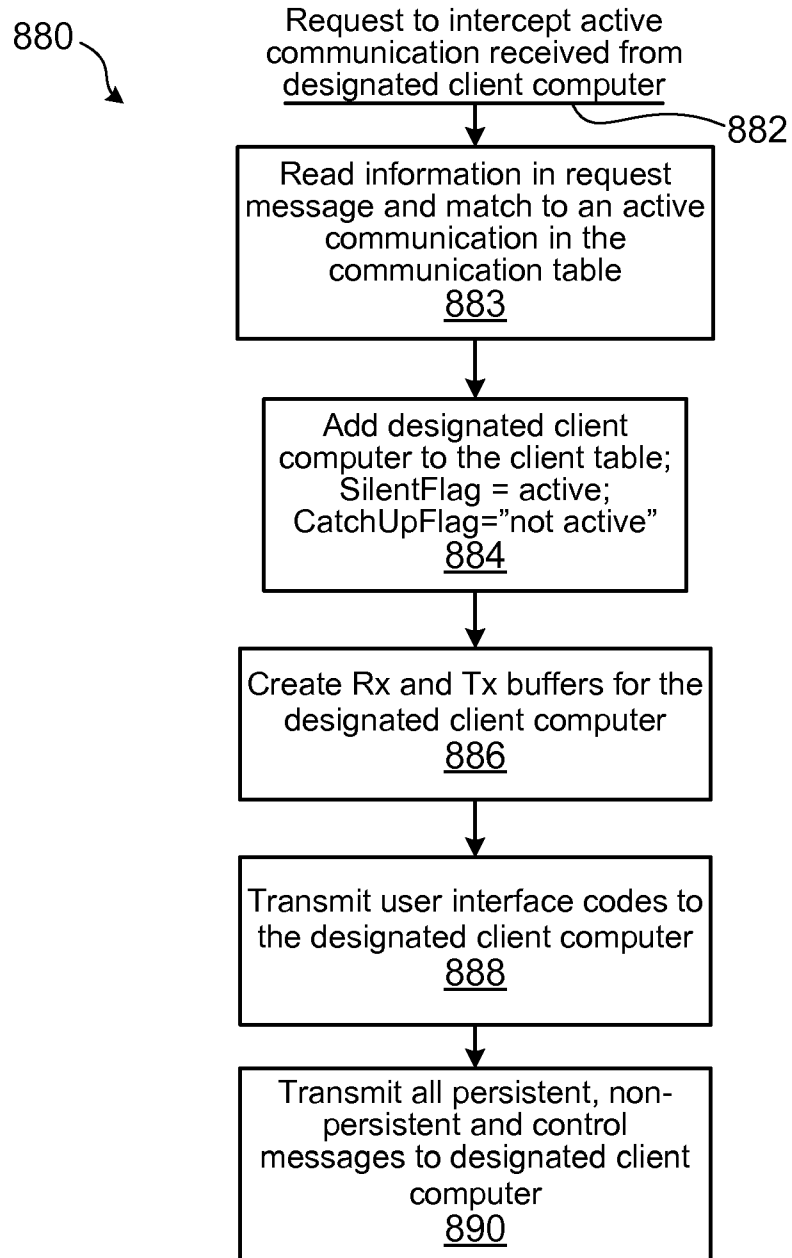 880
Request to intercept active
communication received from
designated client computer
882
Read information in request
message and match to an active
communication in the
communication table
883
Add designated client
computer to the client table;
SilentFlag = active;
CatchUpFlag=”not active”
884
Create Rx and Tx buffers for the
designated client computer
886
Transmit user interface codes to
the designated client computer
888
Transmit all persistent, non-
persistent and control
messages to designated client
computer
890